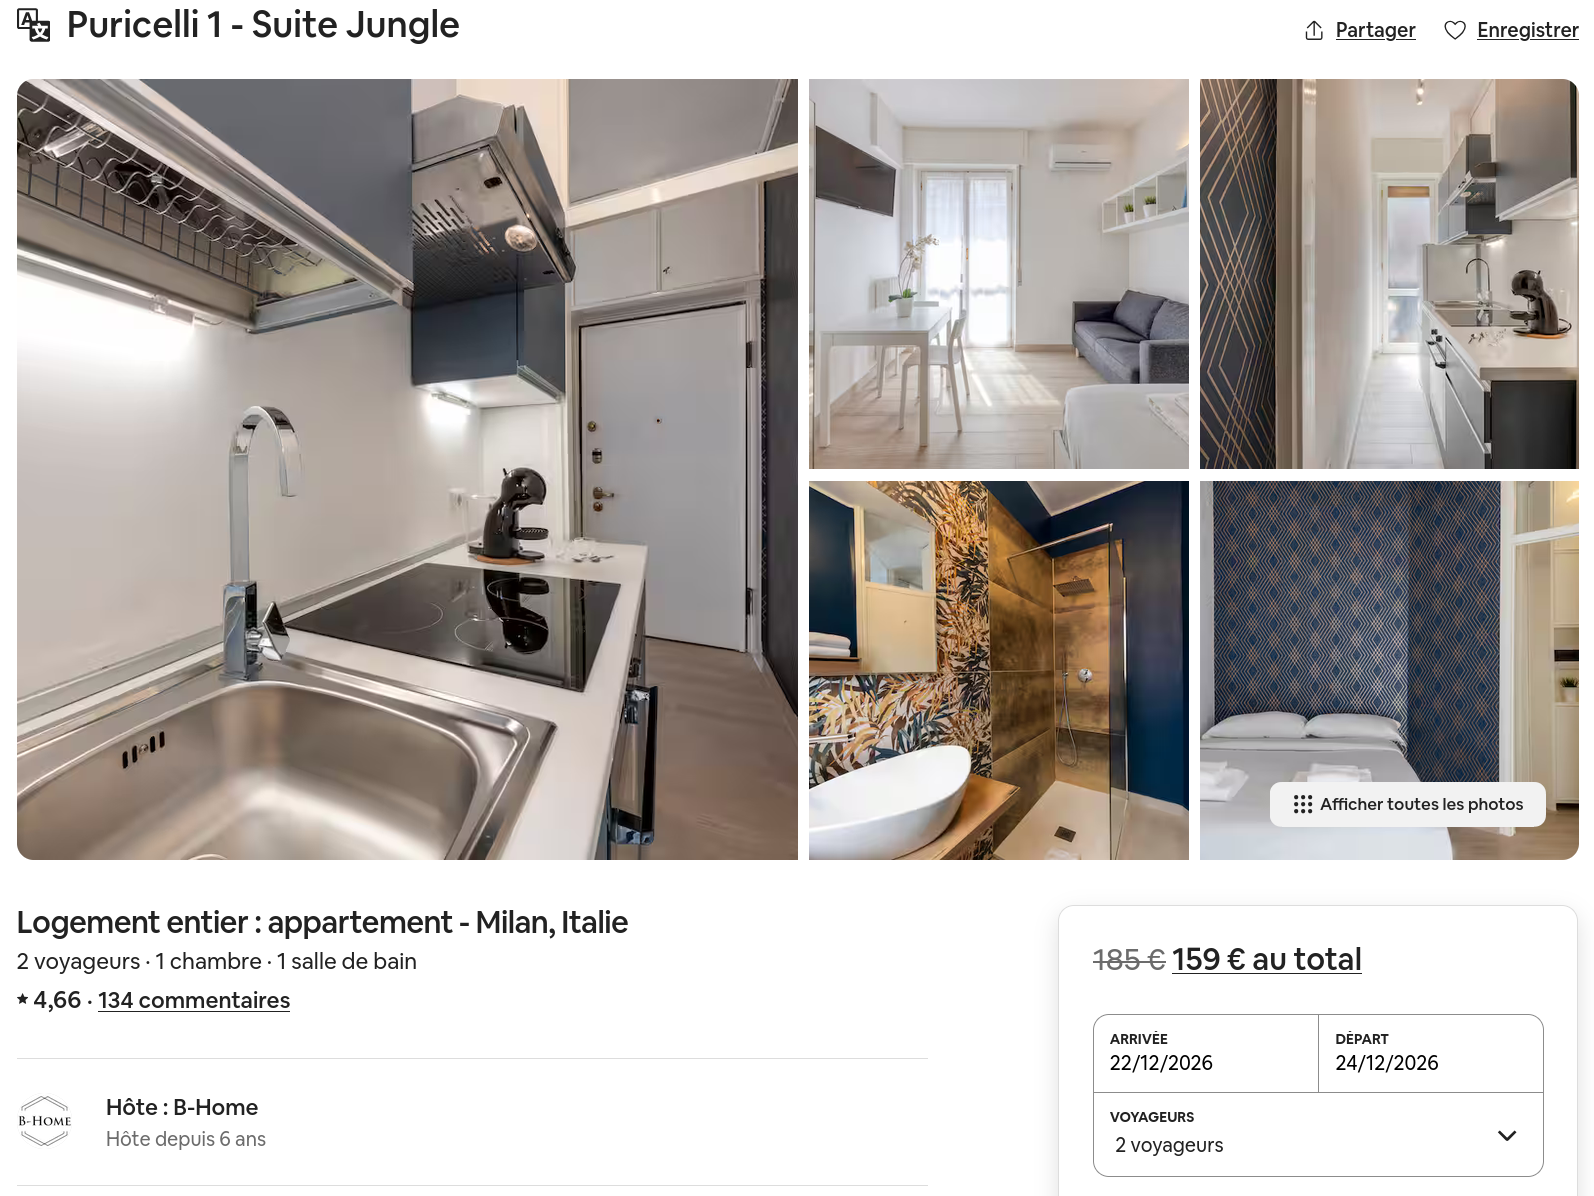 Puricelli 1 - Suite Jungle
Partager
Enregistrer
Afficher toutes les photos
Logement entier : appartement - Milan, Italie
2 voyageurs · 1 chambre · 1 salle de bain
4,66 · 134 commentaires
185 € 159 € au total
ARRIVÉE
22/12/2026
DÉPART
24/12/2026
VOYAGEURS
2 voyageurs
B-HOME
Hôte : B-Home
Hôte depuis 6 ans